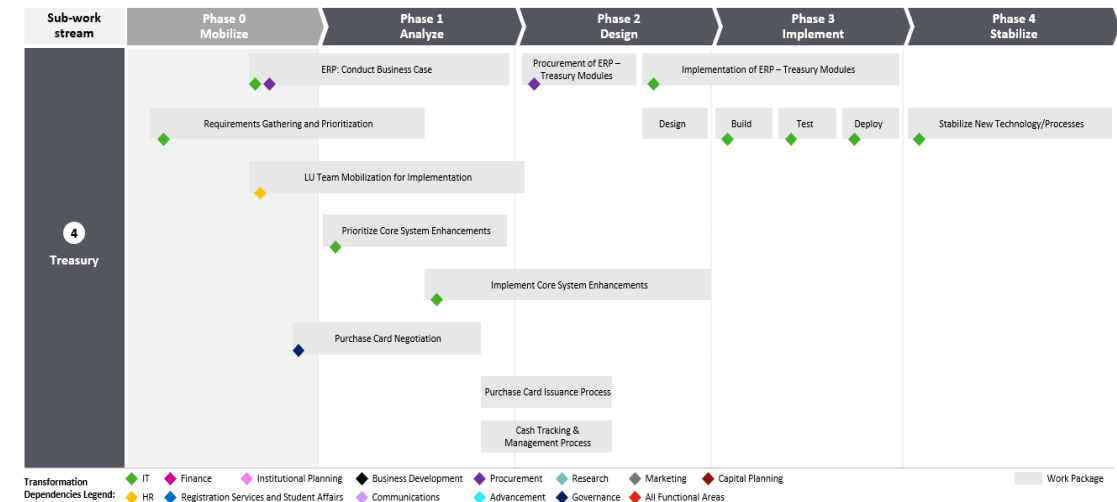 Sub-work
stream
Phase 0
Mobilize
Phase 1
Analyze
Phase 2
Design
Phase 3
Implement
Phase 4
Stabilize
4
Treasury
ERP: Conduct Business Case
Procurement of ERP –
Treasury Modules
Implementation of ERP – Treasury Modules
Requirements Gathering and Prioritization
Design
Build
Test
Deploy
Stabilize New Technology/Processes
LU Team Mobilization for Implementation
Prioritize Core System Enhancements
Implement Core System Enhancements
Purchase Card Negotiation
Purchase Card Issuance Process
Cash Tracking &
Management Process
Transformation
Dependencies Legend:
IT
Finance
Institutional Planning
Business Development
Procurement
Research
Marketing
Capital Planning
Work Package
HR
Registration Services and Student Affairs
Communications
Advancement
Governance
All Functional Areas